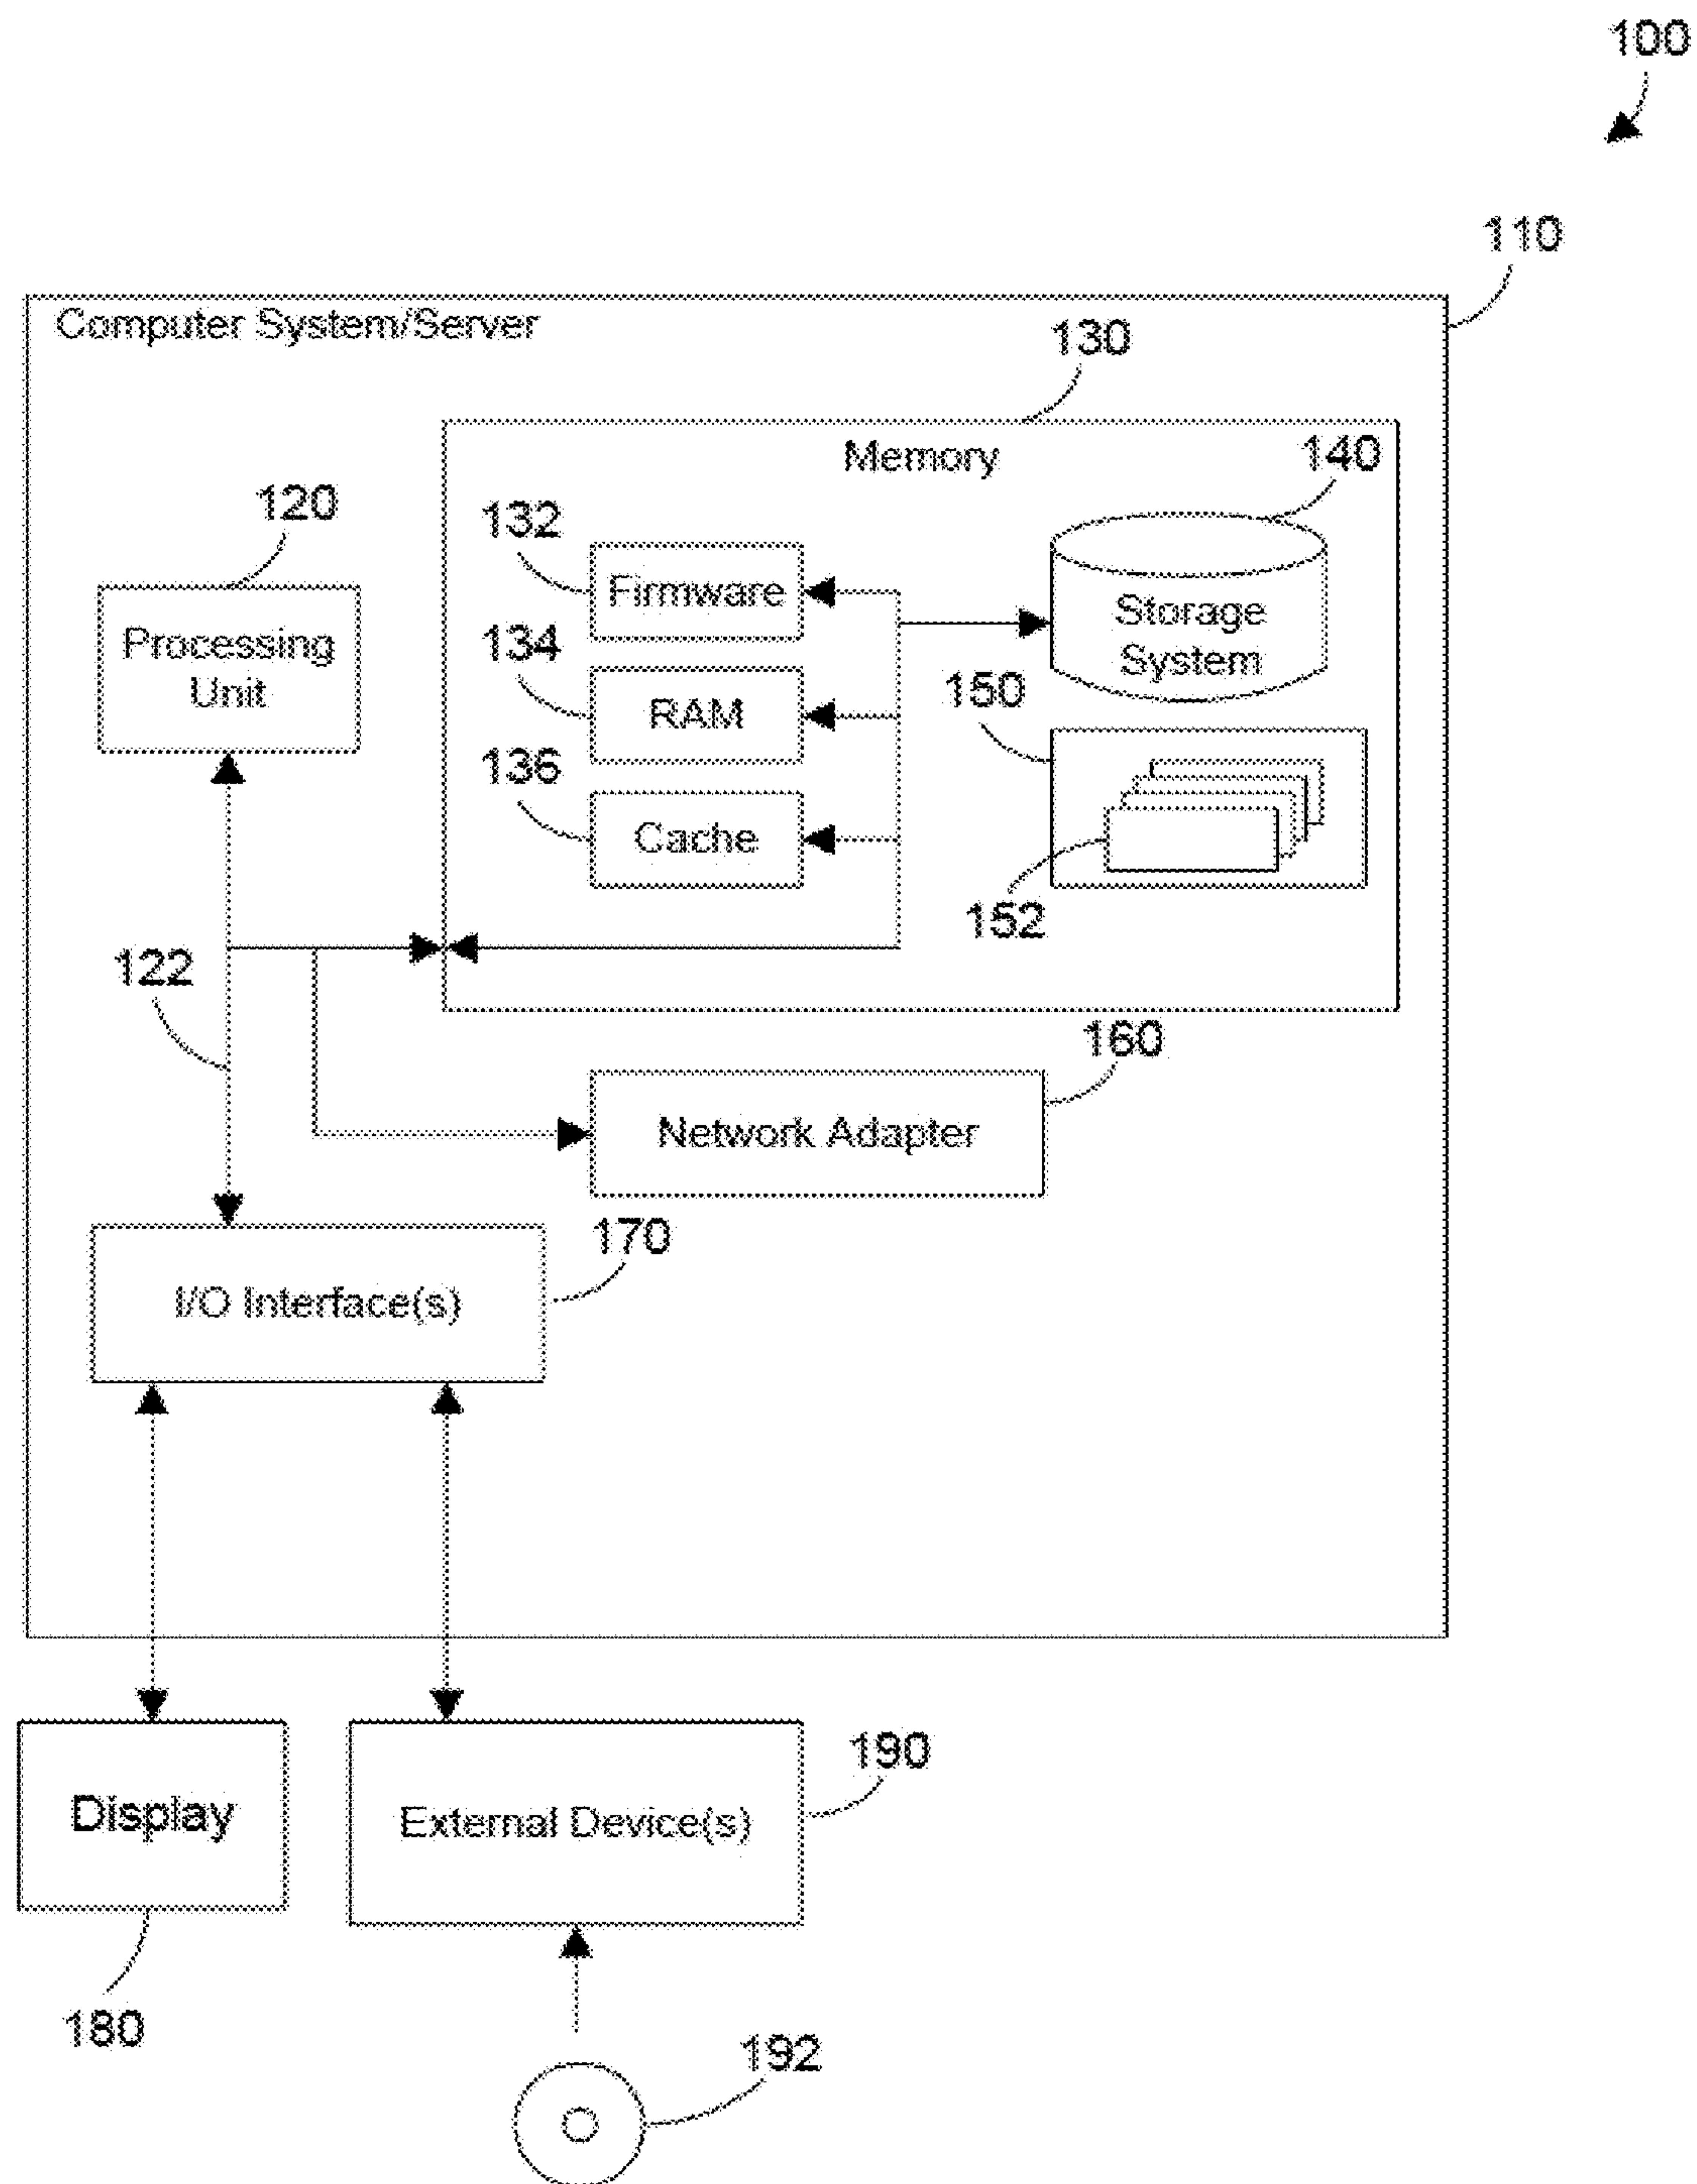 100
110
Computer System/Server
130
Memory
140
120
132
Firmware
Storage
System
Processing
Unit
134
RAM
150
136
Cache
152
122
160
Network Adapter
170
I/O Interface(s)
190
Display
External Device(s)
180
192